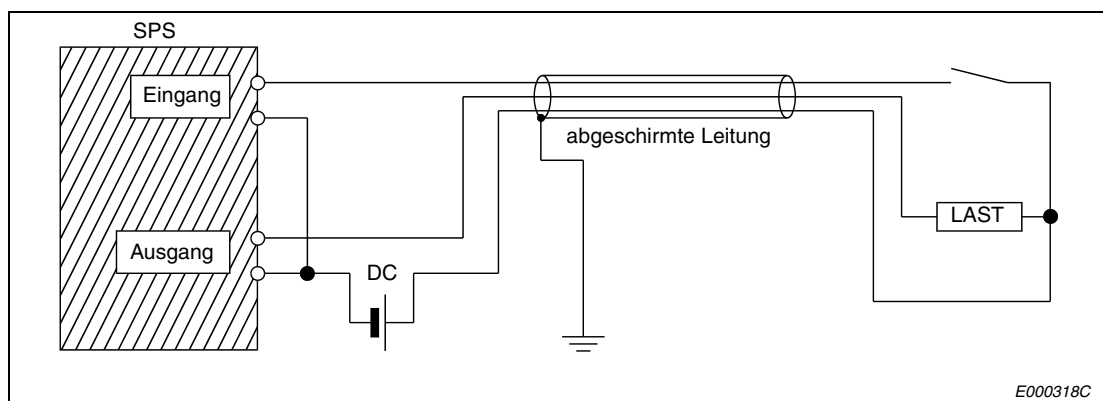 SPS
Eingang
abgeschirmte Leitung
LAST
Ausgang
DC
E000318C